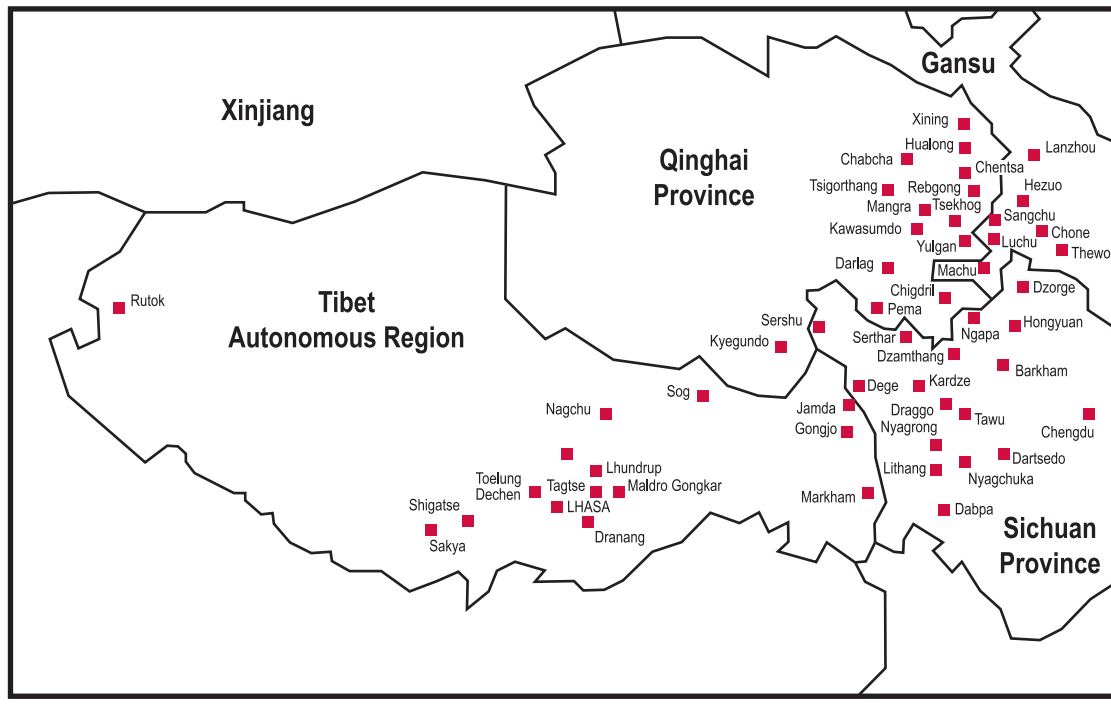 Gansu
Xinjiang
Xining
Hualong
Lanzhou
Qinghai
Province
Chabcha
Chentsa
Tsigorthang
Rebgong
Hezuo
Mangra
Tsekhog
Sangchu
Kawasumdo
Chone
Yulgan
Luchu
Thewo
Darlag
Machu
Dzorge
Chigdril
Rutok
Tibet
Autonomous Region
Pema
Sershu
Ngapa
Hongyuan
Kyegundo
Serthar
Dzamthang
Barkham
Sog
Dege
Kardze
Nagchu
Jamda
Draggo
Tawu
Gongjo
Nyagrong
Chengdu
Dartsedo
Lhundrup
Lithang
Nyagchuka
Toelung
Dechen
Tagtse
Maldro Gongkar
Markham
Shigatse
LHASA
Dabpa
Sakya
Dranang
Sichuan
Province